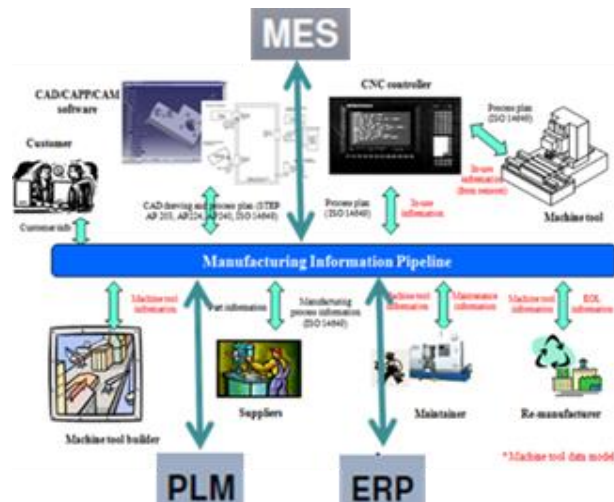 MES
CAD/CAPP/CAM
software
CNC controller
Process plan
(ISO 14649)
Customer
In-use
information
(from sensors)
Machine tool
CAD drawing and process plan (STEP
AP 203, AP224, AP240, ISO 14649)
Process plan
(ISO 14649)
In-use
information
Customer info
Manufacturing Information Pipeline
Machine tool
information
Part information
Manufacturing
process information
(ISO 14649)
Machine tool
information
Maintenance
information
Machine tool
information
EOL
information
Machine tool builder
Suppliers
Maintainer
Re-manufacturer
* Machine tool data model
PLM
ERP